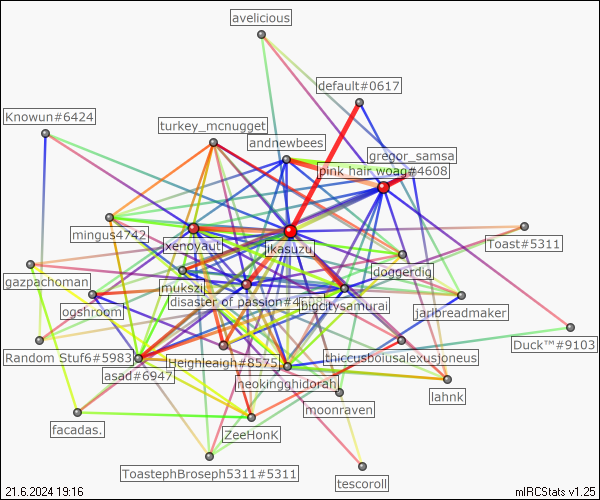 avelicious
default#0617
Knowun#6424
turkey_mcnugget
andnewbees
gregor_samsa
pink hair woag#4608
mingus4742
xenoyaut
ikasuzu
Toast#5311
doggerdig
gazpachoman
mukszi
disaster of passion#4
bigcitysamurai
ogshroom
jaribreadmaker
Random Stuf6#5983
asad#6947
Heighleaigh#8575
thiccusbousalexusjoneus
Duck™#9103
neokingghidorah
lahnk
moonraven
facadas.
ZeeHonK
ToastephBroseph5311#5311
tescoroll
21.6.2024 19:16
mIRCStats v1.25